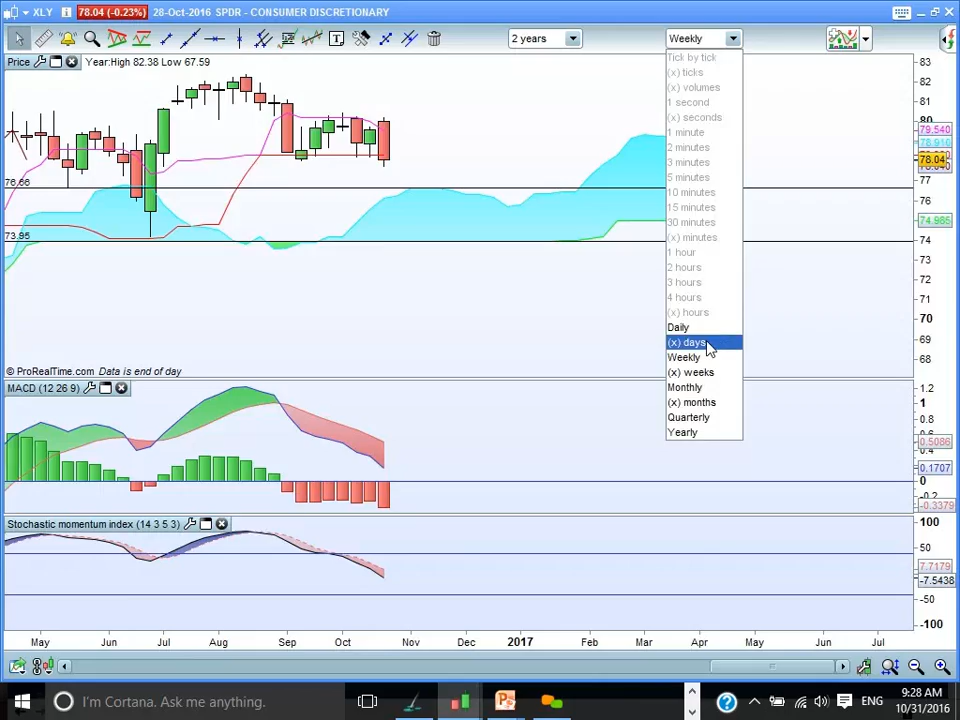 XLY 78.04 (-0.23%) 28-Oct-2016 SPDR - CONSUMER DISCRETIONARY
2 years Weekly
Price Year:High 82.38 Low 67.59
Tick by tick
(x) ticks
(x) volumes
1 second
(x) seconds
1 minute
2 minutes
3 minutes
5 minutes
10 minutes
15 minutes
30 minutes
(x) minutes
1 hour
2 hours
3 hours
4 hours
(x) hours
Daily
(x) days
Weekly
(x) weeks
Monthly
(x) months
Quarterly
Yearly
83
82
81
80
79.540
78.910
78.04
77
76
74.985
74
73
72
71
70
69
68
76.66
73.95
© ProRealTime.com Data is end of day
MACD (12 26 9)
1.2
1
0.8
0.5086
0.4
0.1707
0
-0.2
-0.3379
Stochastic momentum index (14 3 5 3)
100
50
7.7179
-7.5438
-50
-100
May Jun Jul Aug Sep Oct Nov Dec 2017 Feb Mar Apr May Jun Jul
I'm Cortana. Ask me anything.
ENG
9:28 AM
10/31/2016